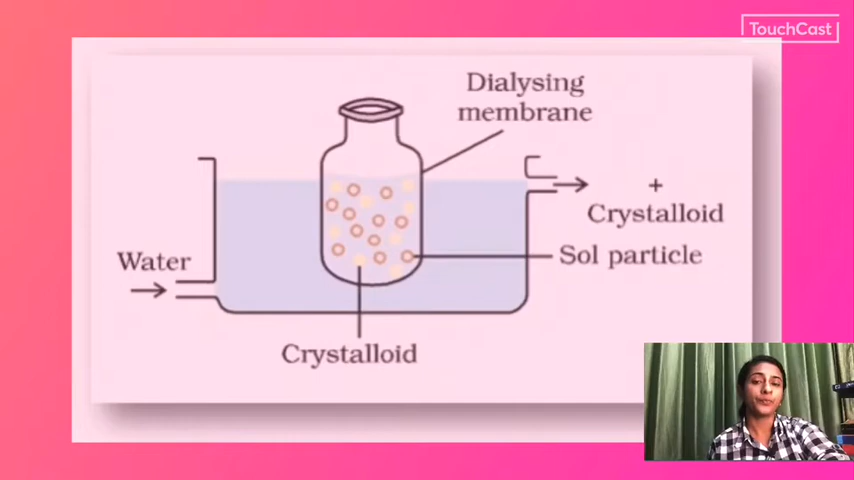 TouchCast
Dialysing
membrane
+
Crystalloid
Sol particle
Water
Crystalloid